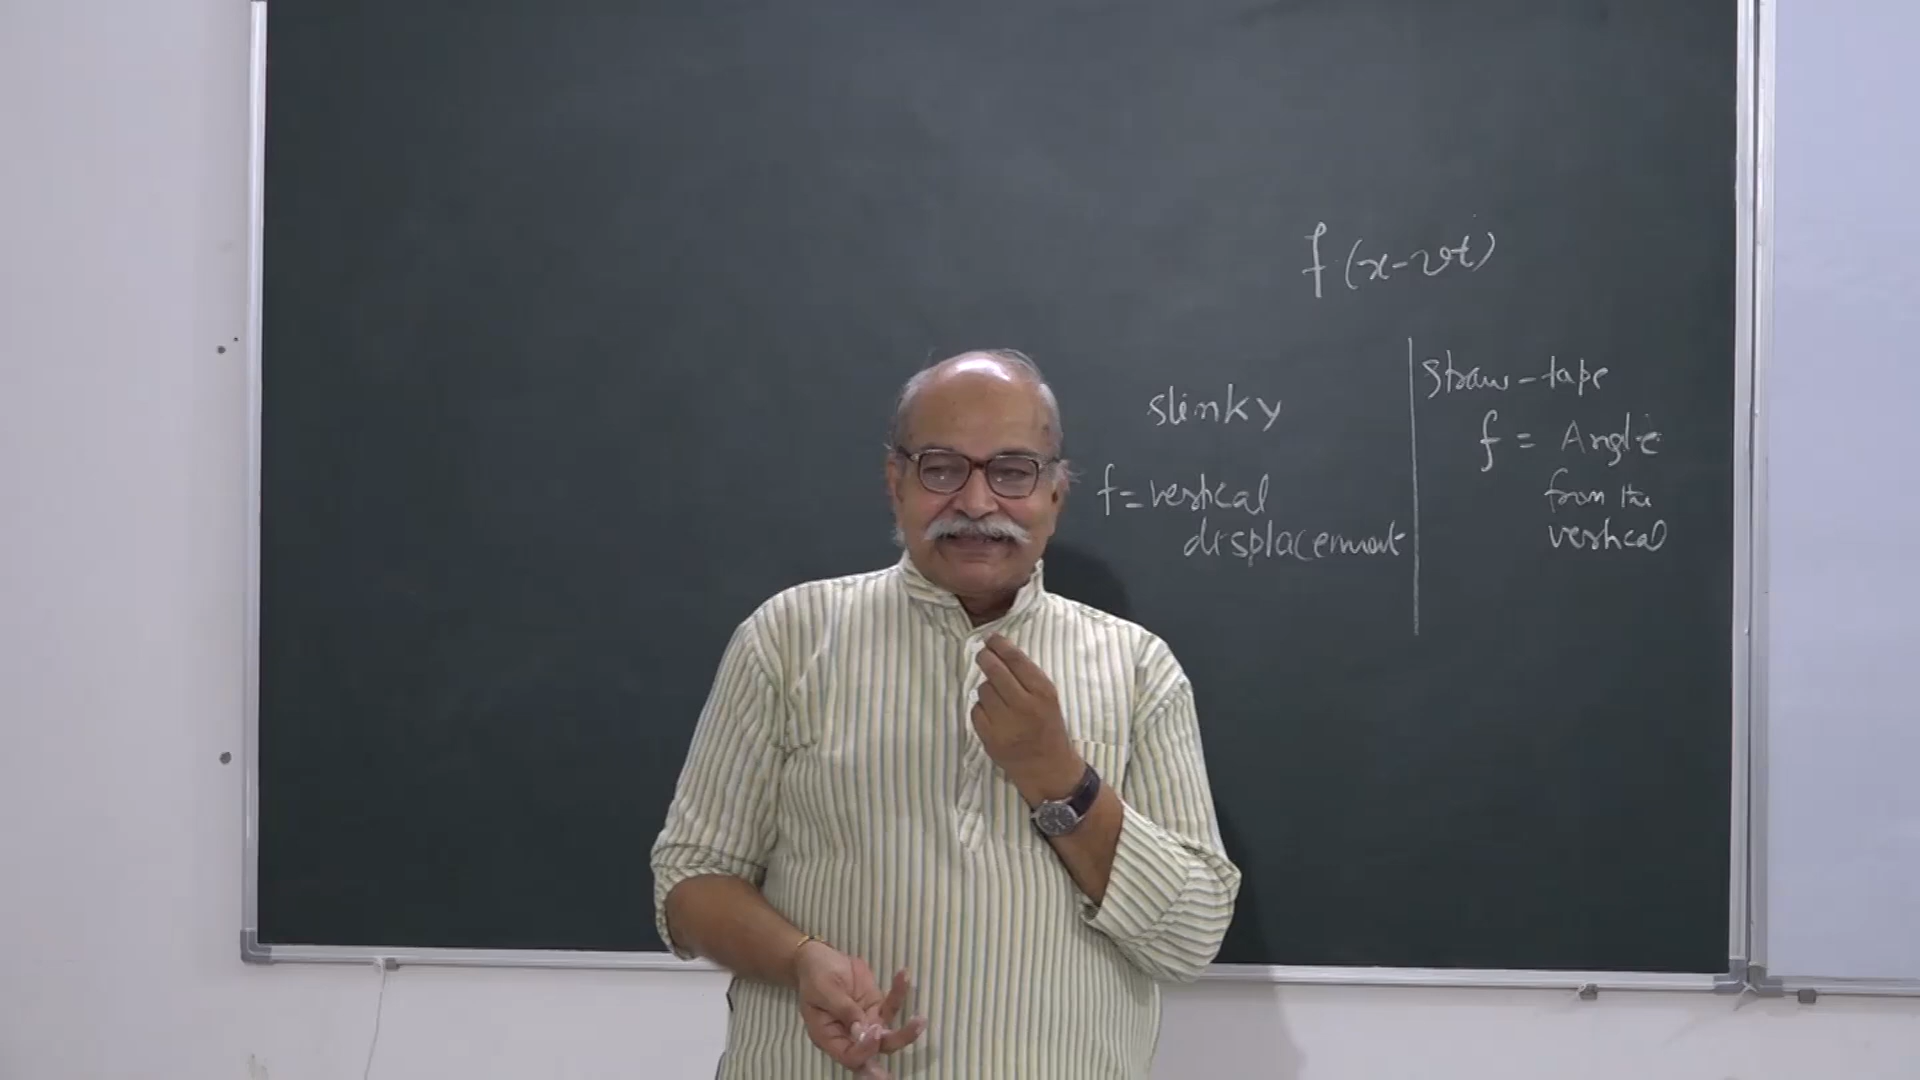 f(x-vt)
slinky
f = vertical
displacement
Straw-tape
f = Angle
from the
vertical